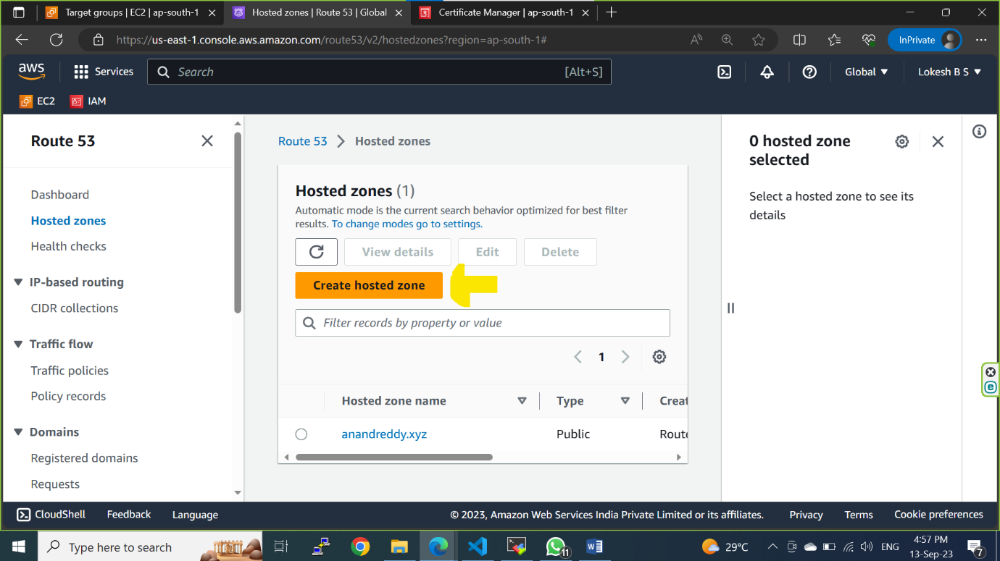 Target groups | EC2 | ap-south-1
Hosted zones | Route 53 | Global
Certificate Manager | ap-south-1
https://us-east-1.console.aws.amazon.com/route53/v2/hostedzones?region=ap-south-1#
InPrivate
aws
Services
Search
[Alt+S]
Global
Lokesh B S
EC2
IAM
Route 53
Dashboard
Hosted zones
Health checks
IP-based routing
CIDR collections
Traffic flow
Traffic policies
Policy records
Domains
Registered domains
Requests
Route 53 > Hosted zones
Hosted zones (1)
Automatic mode is the current search behavior optimized for best filter
results. To change modes go to settings.
View details
Edit
Delete
Create hosted zone
Filter records by property or value
1
Hosted zone name
Type
Creat
anandreddy.xyz
Public
Route
0 hosted zone
selected
Select a hosted zone to see its
details
CloudShell
Feedback
Language
© 2023, Amazon Web Services India Private Limited or its affiliates.
Privacy
Terms
Cookie preferences
Type here to search
11
29°C
ENG
4:57 PM
13-Sep-23
7